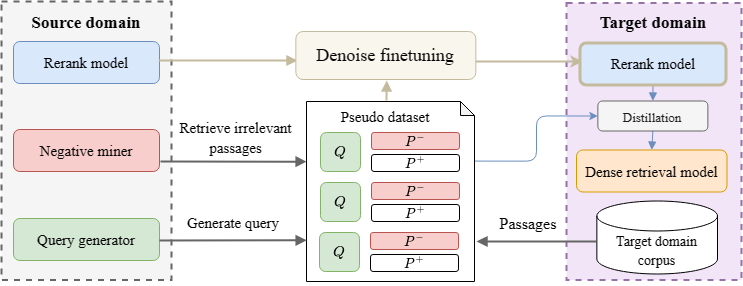 Source domain
Target domain
Rerank model
Denoise finetuning
Rerank model
Pseudo dataset
Distillation
Retrieve irrelevant
passages
Negative miner
Q
P−
P+
Dense retrieval model
Q
P−
P+
Query generator
Generate query
Q
P−
P+
Passages
Target domain
corpus